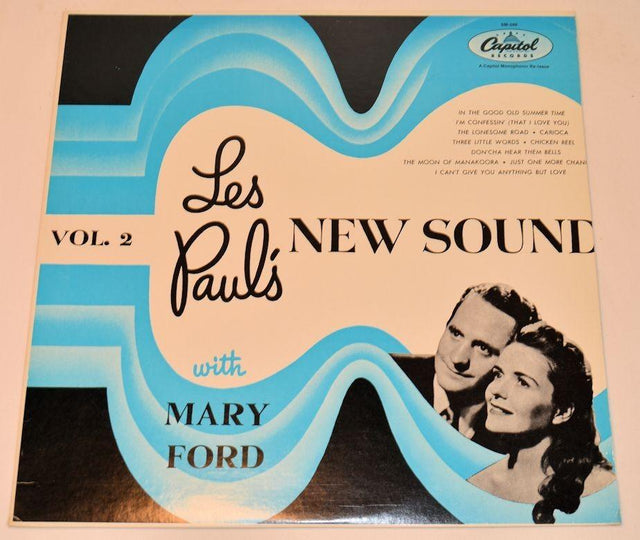 Capitol
RECORDS
A Capitol Monophonic Re-Issue
IN THE GOOD OLD SUMMER TIME
I'M CONFESSIN' (THAT I LOVE YOU)
THE LONESOME ROAD • CARIOCA
THREE LITTLE WORDS • CHICKEN REEL
DON'CHA HEAR THEM BELLS
THE MOON OF MANAKOORA • JUST ONE MORE CHAN
I CAN'T GIVE YOU ANYTHING BUT LOVE
Les
Paul's
VOL. 2
NEW SOUND
with
MARY
FORD